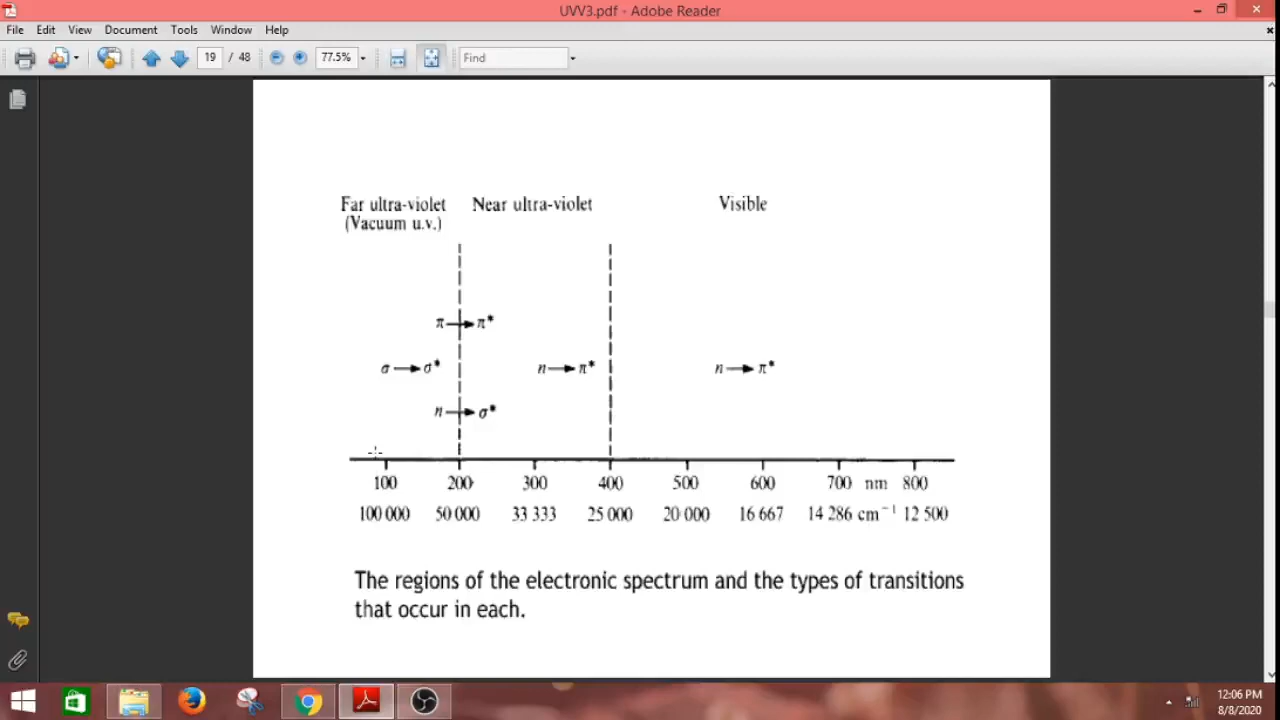 UVV3.pdf - Adobe Reader
File Edit View Document Tools Window Help
19 / 48 77.5% Find
Far ultra-violet Near ultra-violet Visible
(Vacuum u.v.)
π → π*
σ → σ* n → π* n → π*
n → σ*
100 200 300 400 500 600 700 nm 800
100 000 50 000 33 333 25 000 20 000 16 667 14 286 cm⁻¹ 12 500
The regions of the electronic spectrum and the types of transitions
that occur in each.
12:06 PM
8/8/2020